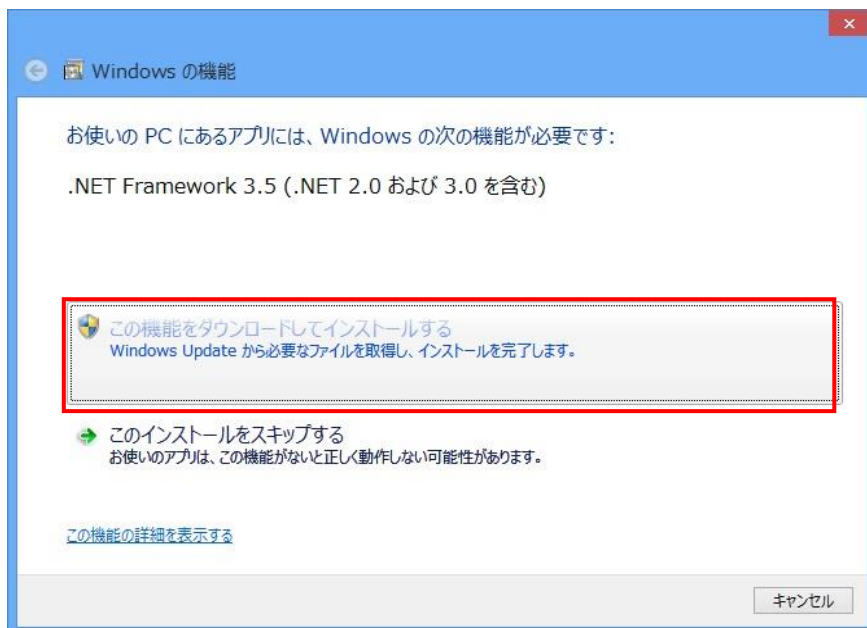 Windows の機能
お使いの PC にあるアプリには、Windows の次の機能が必要です:
.NET Framework 3.5 (.NET 2.0 および 3.0 を含む)
この機能をダウンロードしてインストールする
Windows Update から必要なファイルを取得し、インストールを完了します。
このインストールをスキップする
お使いのアプリは、この機能がないと正しく動作しない可能性があります。
この機能の詳細を表示する
キャンセル